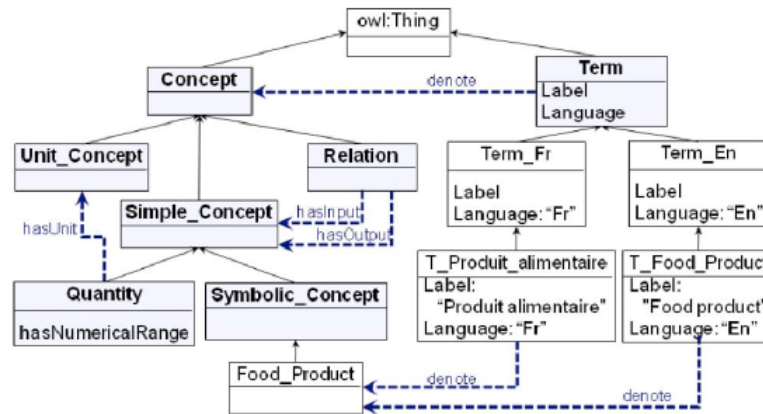 owl:Thing
Concept
denote
Term
Label
Language
Unit_Concept
Relation
Term_Fr
Term_En
Label
Language: "Fr"
Label
Language: "En"
hasInput
Simple_Concept
hasUnit
hasOutput
T_Produit_alimentaire
Label:
"Produit alimentaire"
Language: "Fr"
T_Food_Product
Label:
"Food product"
Language: "En"
Quantity
hasNumericalRange
Symbolic_Concept
Food_Product
denote
denote